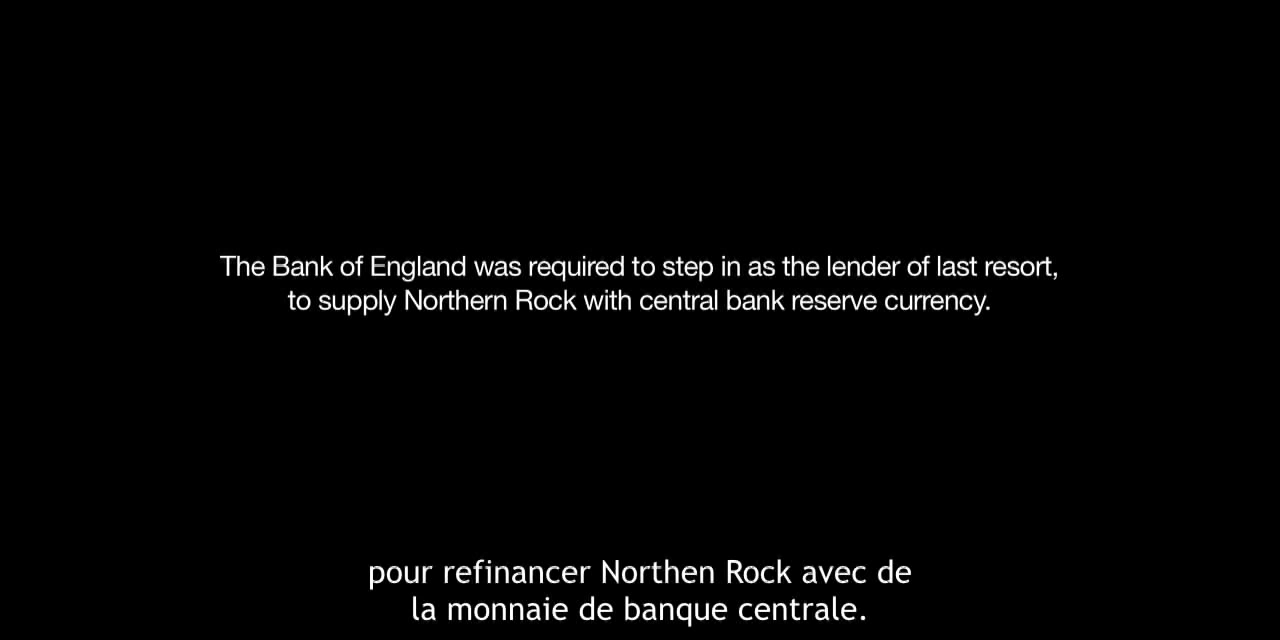 The Bank of England was required to step in as the lender of last resort,
to supply Northern Rock with central bank reserve currency.
pour refinancer Northen Rock avec de
la monnaie de banque centrale.